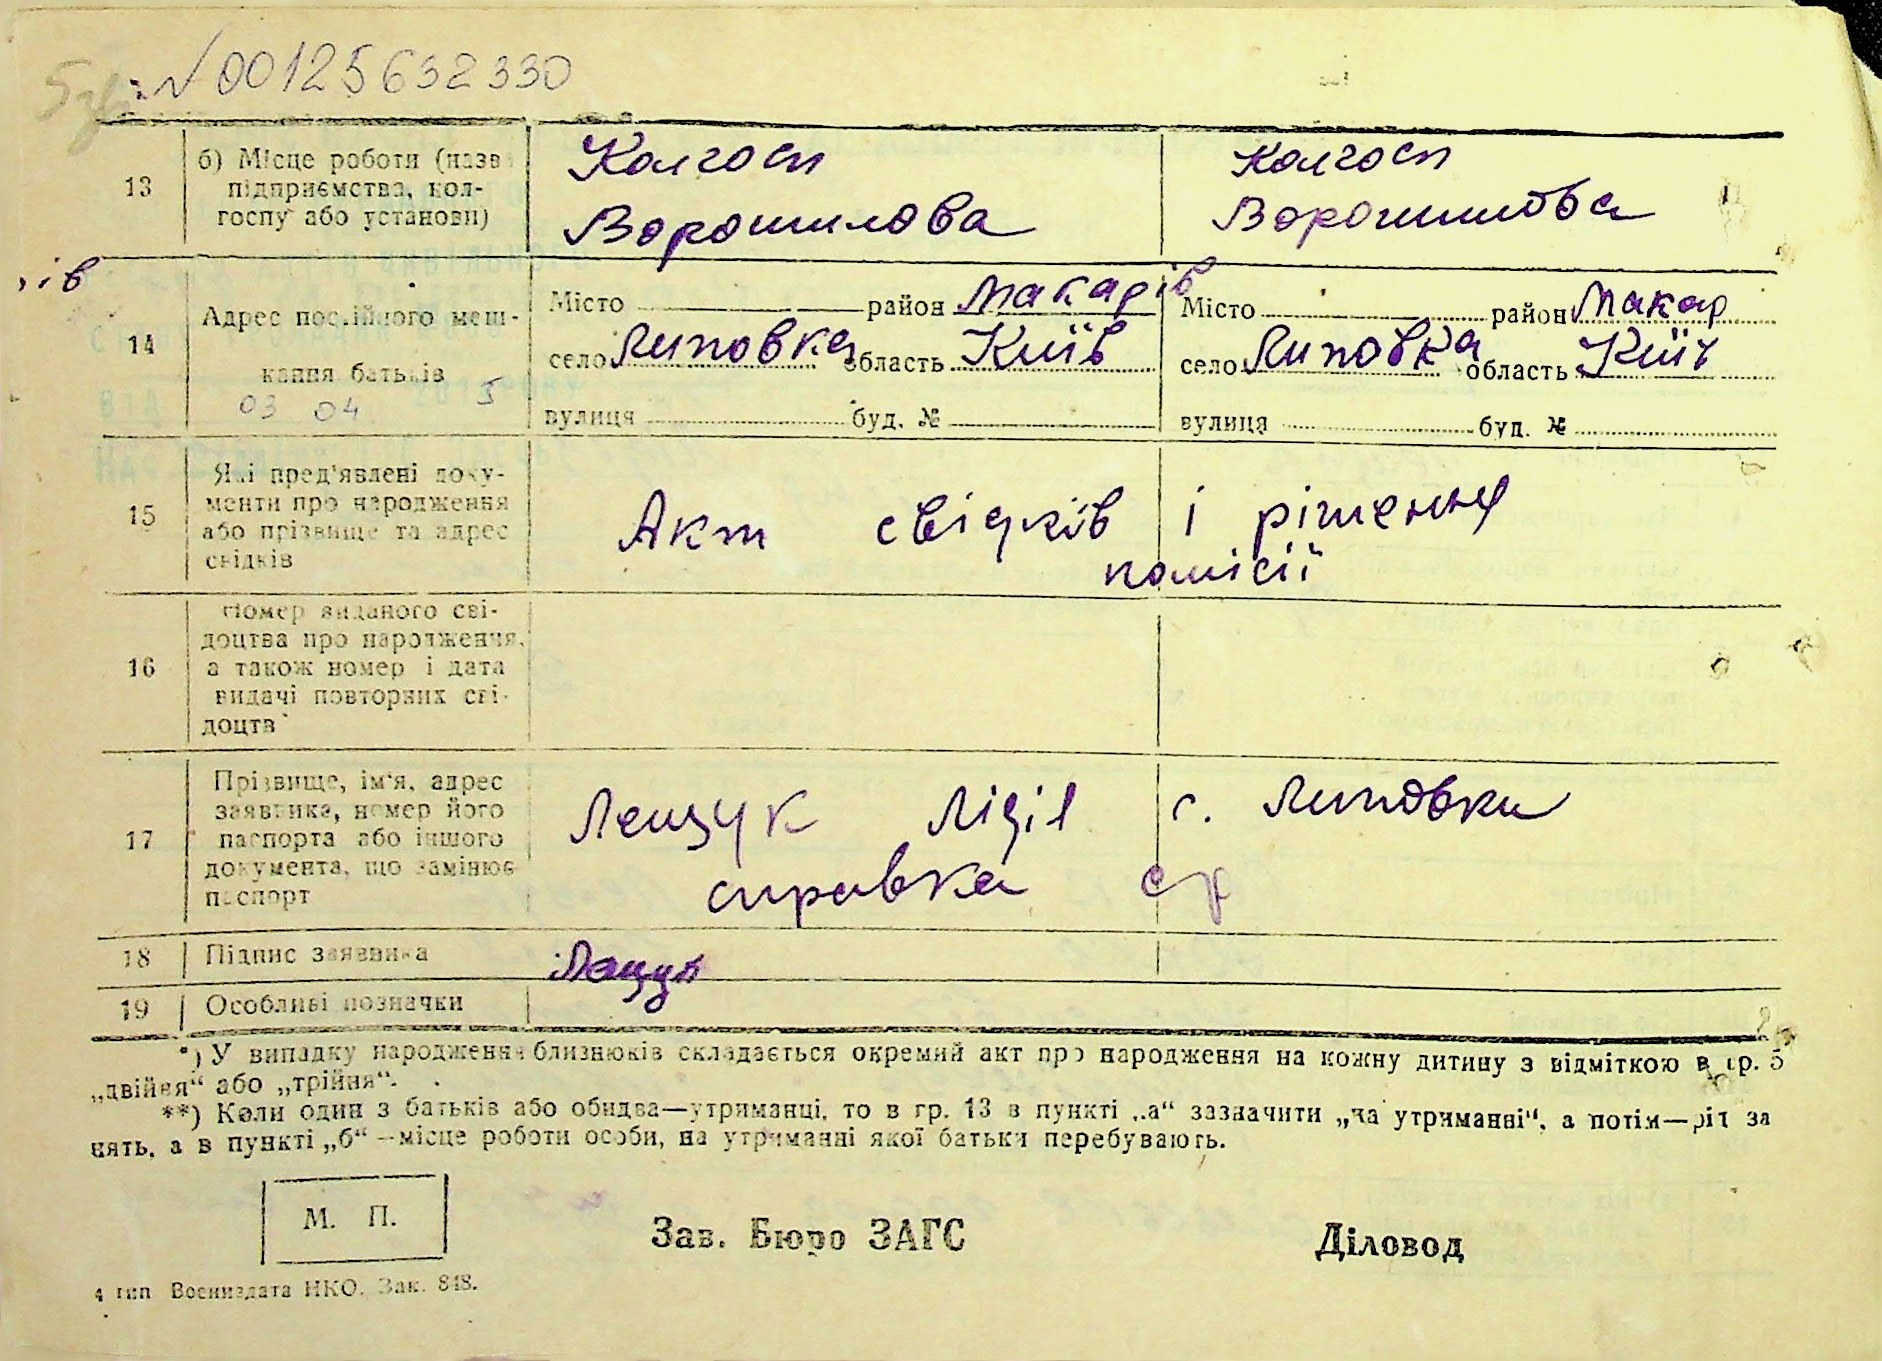 № 00125632330
13
б) Місце роботи (назва
підприємства, кол-
госпу або установи)
Колгосп
Ворошилова
Колгосп
Ворошилова
ів
14
Адрес постійного меш-
кання батьків
03 04
Місто район Макарів
село Липовка область Київ
вулиця буд. №
Місто район Макар
село Липовка область Київ
вулиця буд. №
15
Які пред'явлені доку-
менти про народження
або прізвище та адрес
свідків
Акт свідків і рішення
комісії
16
Номер виданого сві-
доцтва про народження,
а також номер і дата
видачі повторних сві-
доцтв
17
Прізвище, ім'я, адрес
заявника, номер його
паспорта або іншого
документа, що замінює
паспорт
Лещук Лідія с. Липовки
справка ср
18
Підпис заявника
Лещук
19
Особливі позначки
*) У випадку народження близнюків складається окремий акт про народження на кожну дитину з відміткою в гр. 5
„двійня“ або „трійня“.
**) Коли один з батьків або обидва—утриманці, то в гр. 13 в пункті „а“ зазначити „на утриманні“, а потім—рід за
нять, а в пункті „б“—місце роботи особи, на утриманні якої батьки перебувають.
М. П.
Зав. Бюро ЗАГС
Діловод
4 тип Воениздата НКО. Зак. 848.